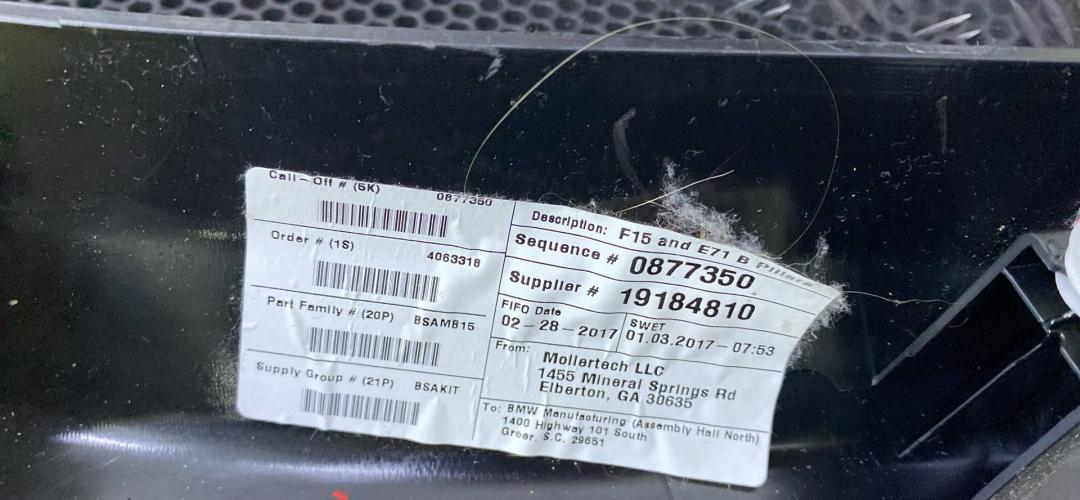 Call-Off # (5K) 0877350
Order # (1S) 4063318
Part Family # (20P) BSAMB15
Supply Group # (21P) BSAKIT
Description: F15 and E71 B Pillars
Sequence # 0877350
Supplier # 19184810
FIFO Date
02-28-2017
SWET
01.03.2017-07:53
From: Mollertech LLC
1455 Mineral Springs Rd
Elberton, GA 30635
To: BMW Manufacturing (Assembly Hall North)
1400 Highway 101 South
Greer, S.C. 29651